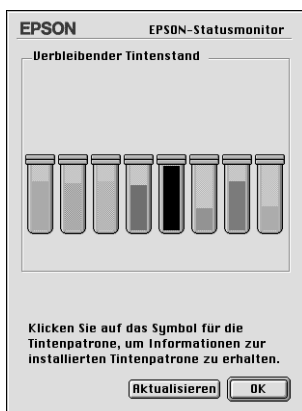 EPSON
EPSON-Statusmonitor
Verbleibender Tintenstand
Klicken Sie auf das Symbol für die
Tintenpatrone, um Informationen zur
installierten Tintenpatrone zu erhalten.
Aktualisieren
OK